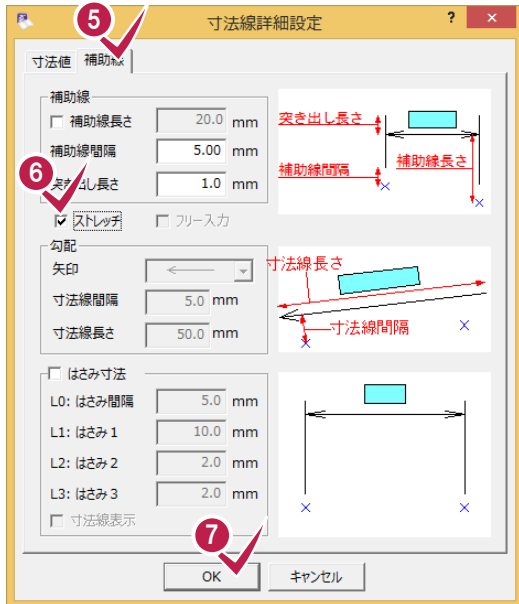 5
寸法線詳細設定 ? ×
寸法値 補助線
補助線
補助線長さ 20.0 mm
補助線間隔 5.00 mm
突き出し長さ 1.0 mm
6
ストレッチ フリー入力
勾配
矢印
寸法線間隔 5.0 mm
寸法線長さ 50.0 mm
はさみ寸法
L0: はさみ間隔 5.0 mm
L1: はさみ1 10.0 mm
L2: はさみ2 2.0 mm
L3: はさみ3 2.0 mm
寸法線表示
突き出し長さ
補助線間隔
補助線長さ
寸法線長さ
寸法線間隔
7
OK キャンセル